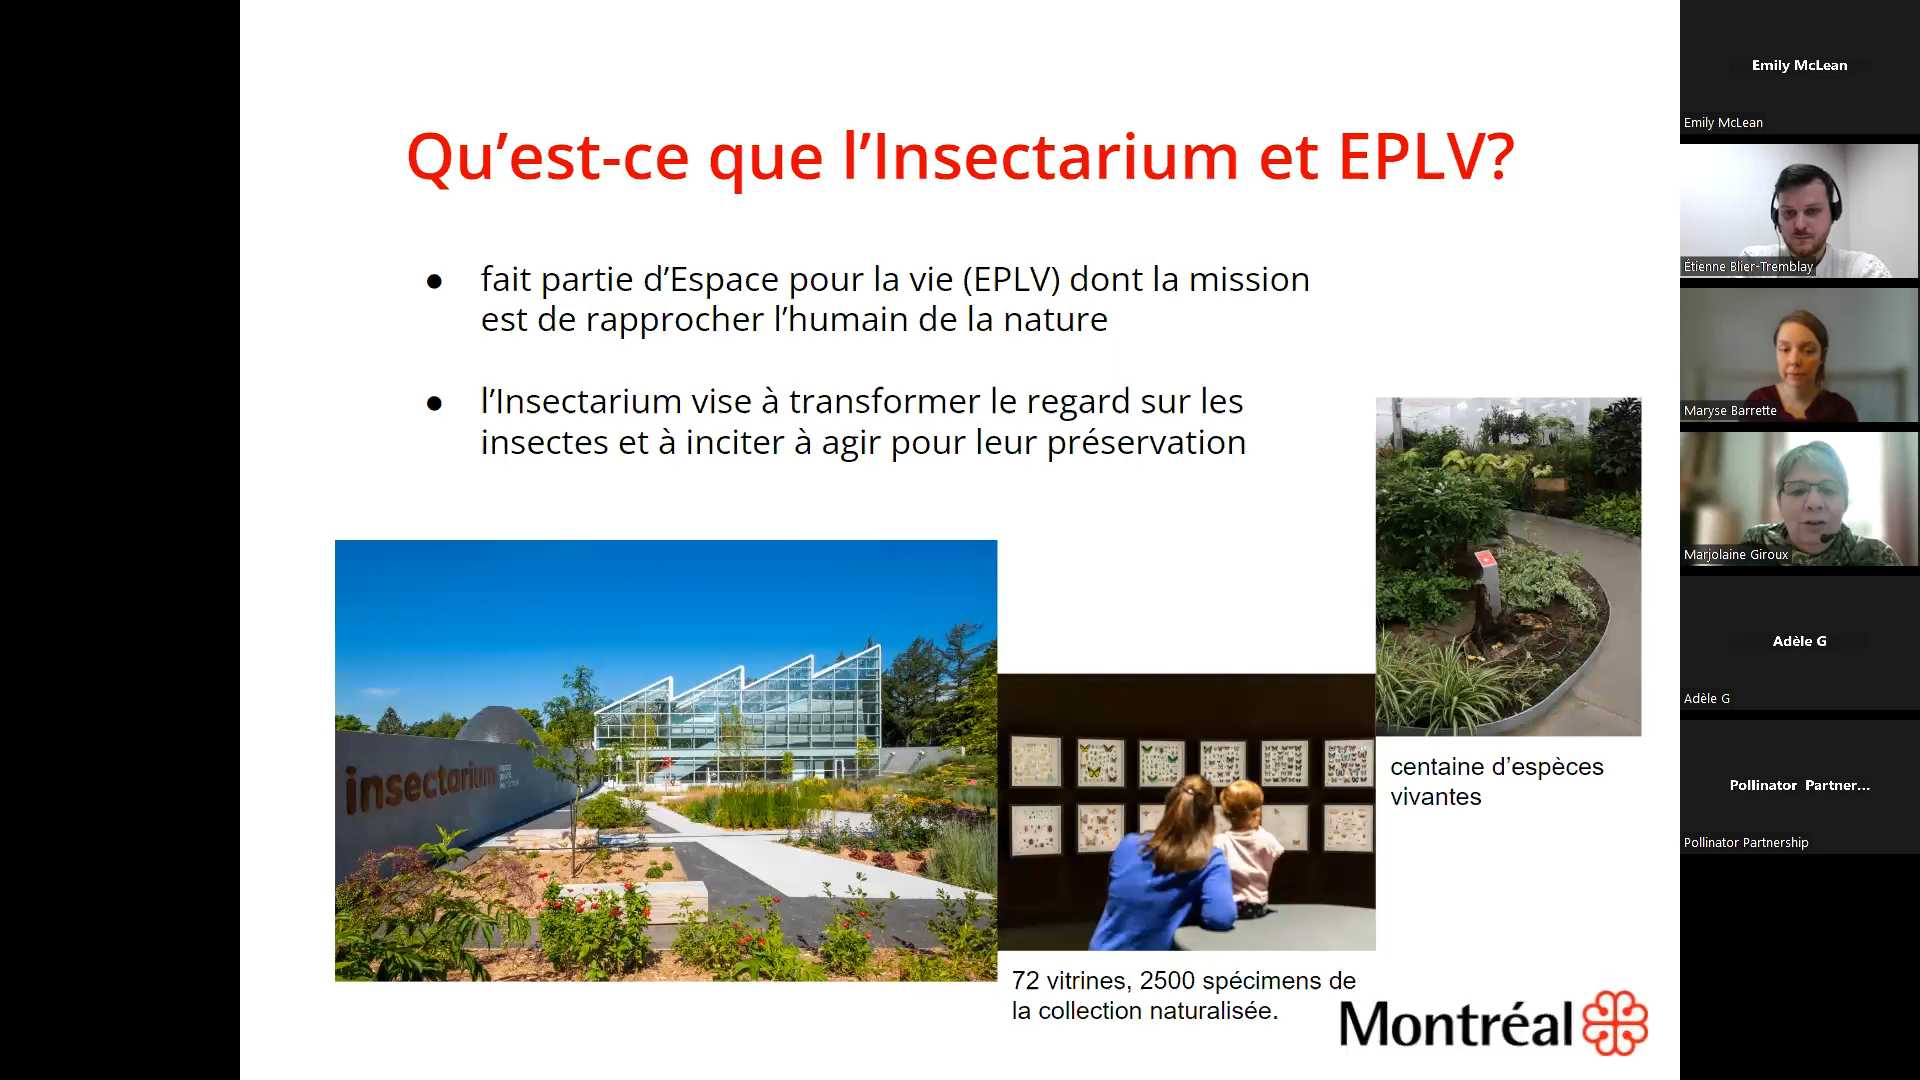 Qu’est-ce que l’Insectarium et EPLV?
● fait partie d’Espace pour la vie (EPLV) dont la mission
est de rapprocher l’humain de la nature
● l’Insectarium vise à transformer le regard sur les
insectes et à inciter à agir pour leur préservation
insectarium
centaine d’espèces
vivantes
72 vitrines, 2500 spécimens de
la collection naturalisée.
Montréal
Emily McLean
Emily McLean
Étienne Blier-Tremblay
Maryse Barrette
Marjolaine Giroux
Adèle G
Adèle G
Pollinator Partner...
Pollinator Partnership